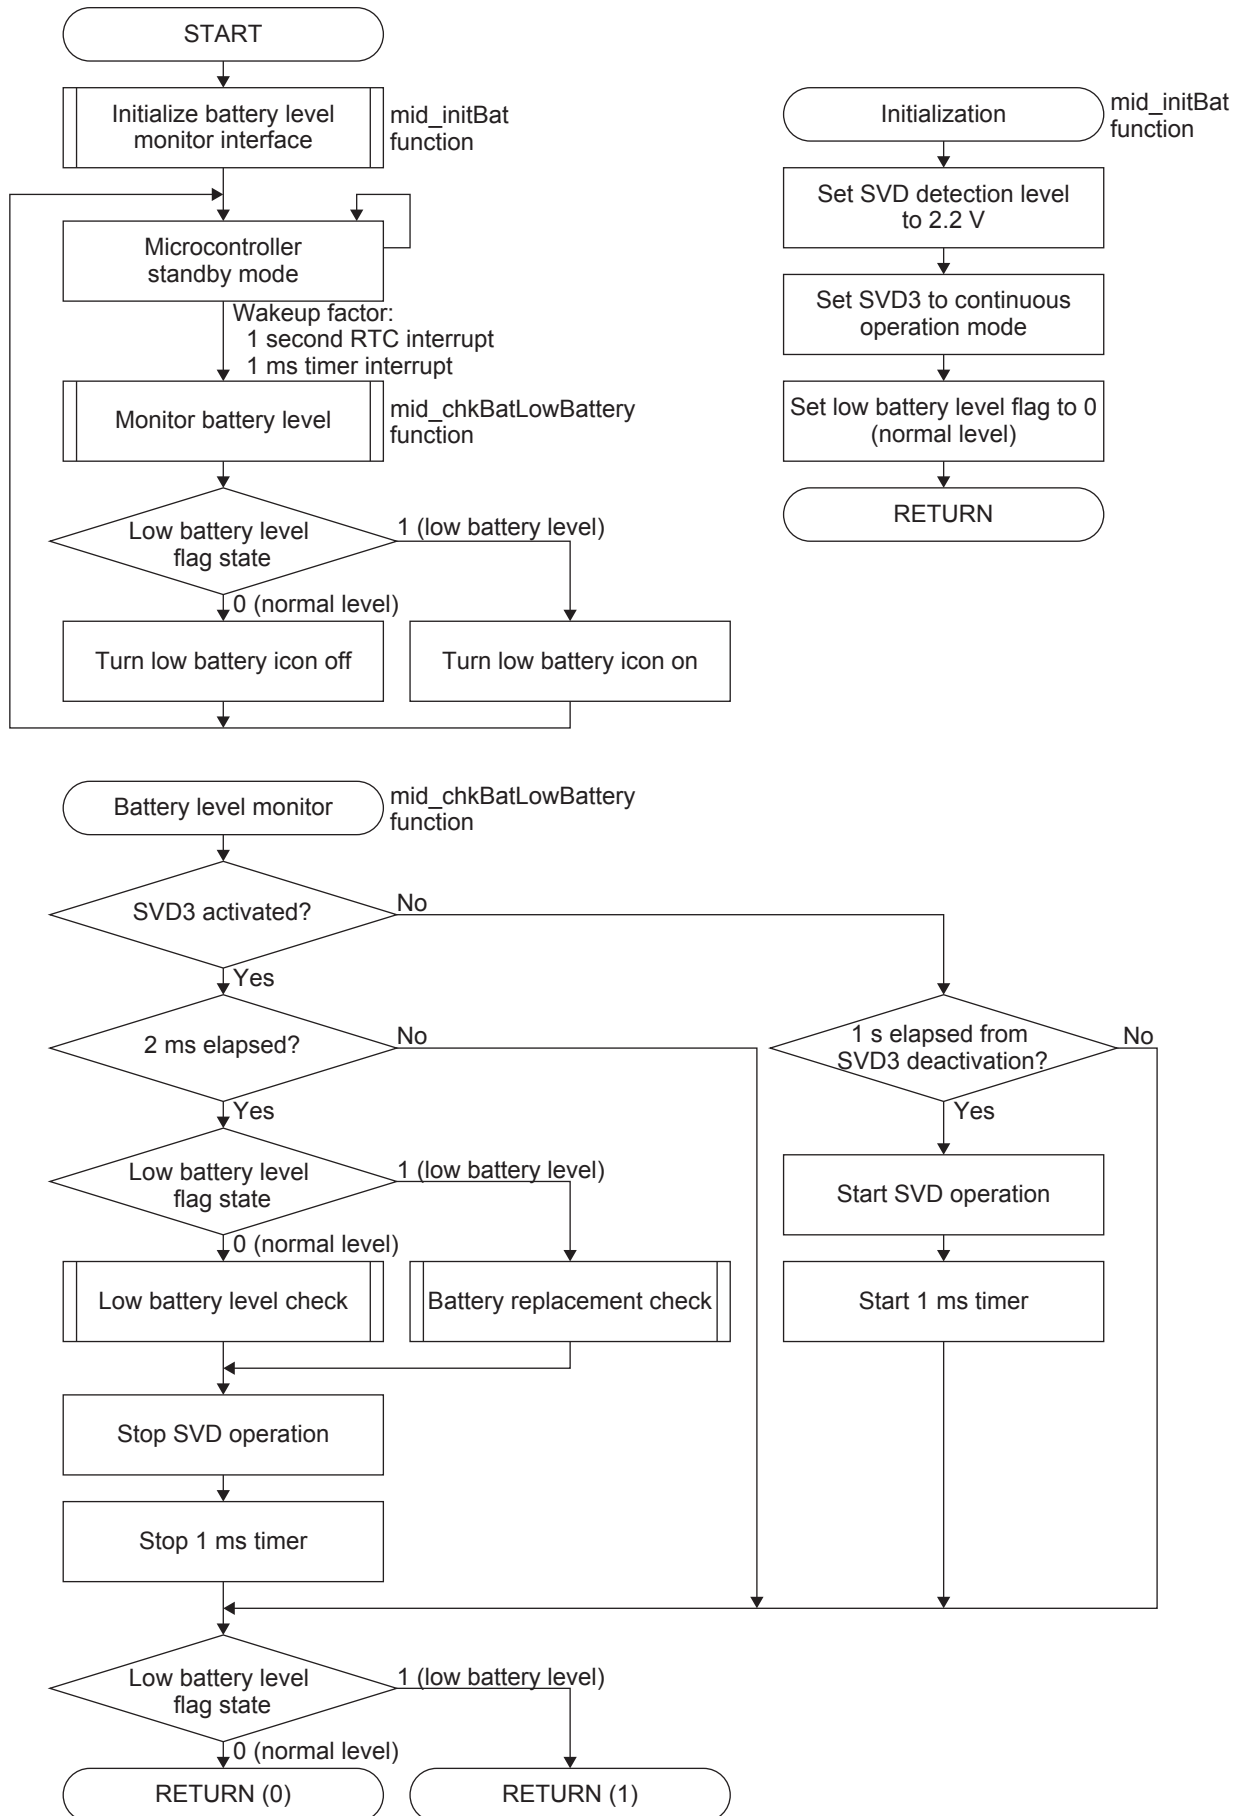 START
Initialize battery level
monitor interface
mid_initBat
function
Microcontroller
standby mode
Wakeup factor:
1 second RTC interrupt
1 ms timer interrupt
Monitor battery level
mid_chkBatLowBattery
function
Low battery level
flag state
1 (low battery level)
0 (normal level)
Turn low battery icon off
Turn low battery icon on
Initialization
mid_initBat
function
Set SVD detection level
to 2.2 V
Set SVD3 to continuous
operation mode
Set low battery level flag to 0
(normal level)
RETURN
Battery level monitor
mid_chkBatLowBattery
function
SVD3 activated?
No
Yes
2 ms elapsed?
No
Yes
1 s elapsed from
SVD3 deactivation?
No
Yes
Low battery level
flag state
1 (low battery level)
0 (normal level)
Start SVD operation
Low battery level check
Battery replacement check
Start 1 ms timer
Stop SVD operation
Stop 1 ms timer
Low battery level
flag state
1 (low battery level)
0 (normal level)
RETURN (0)
RETURN (1)